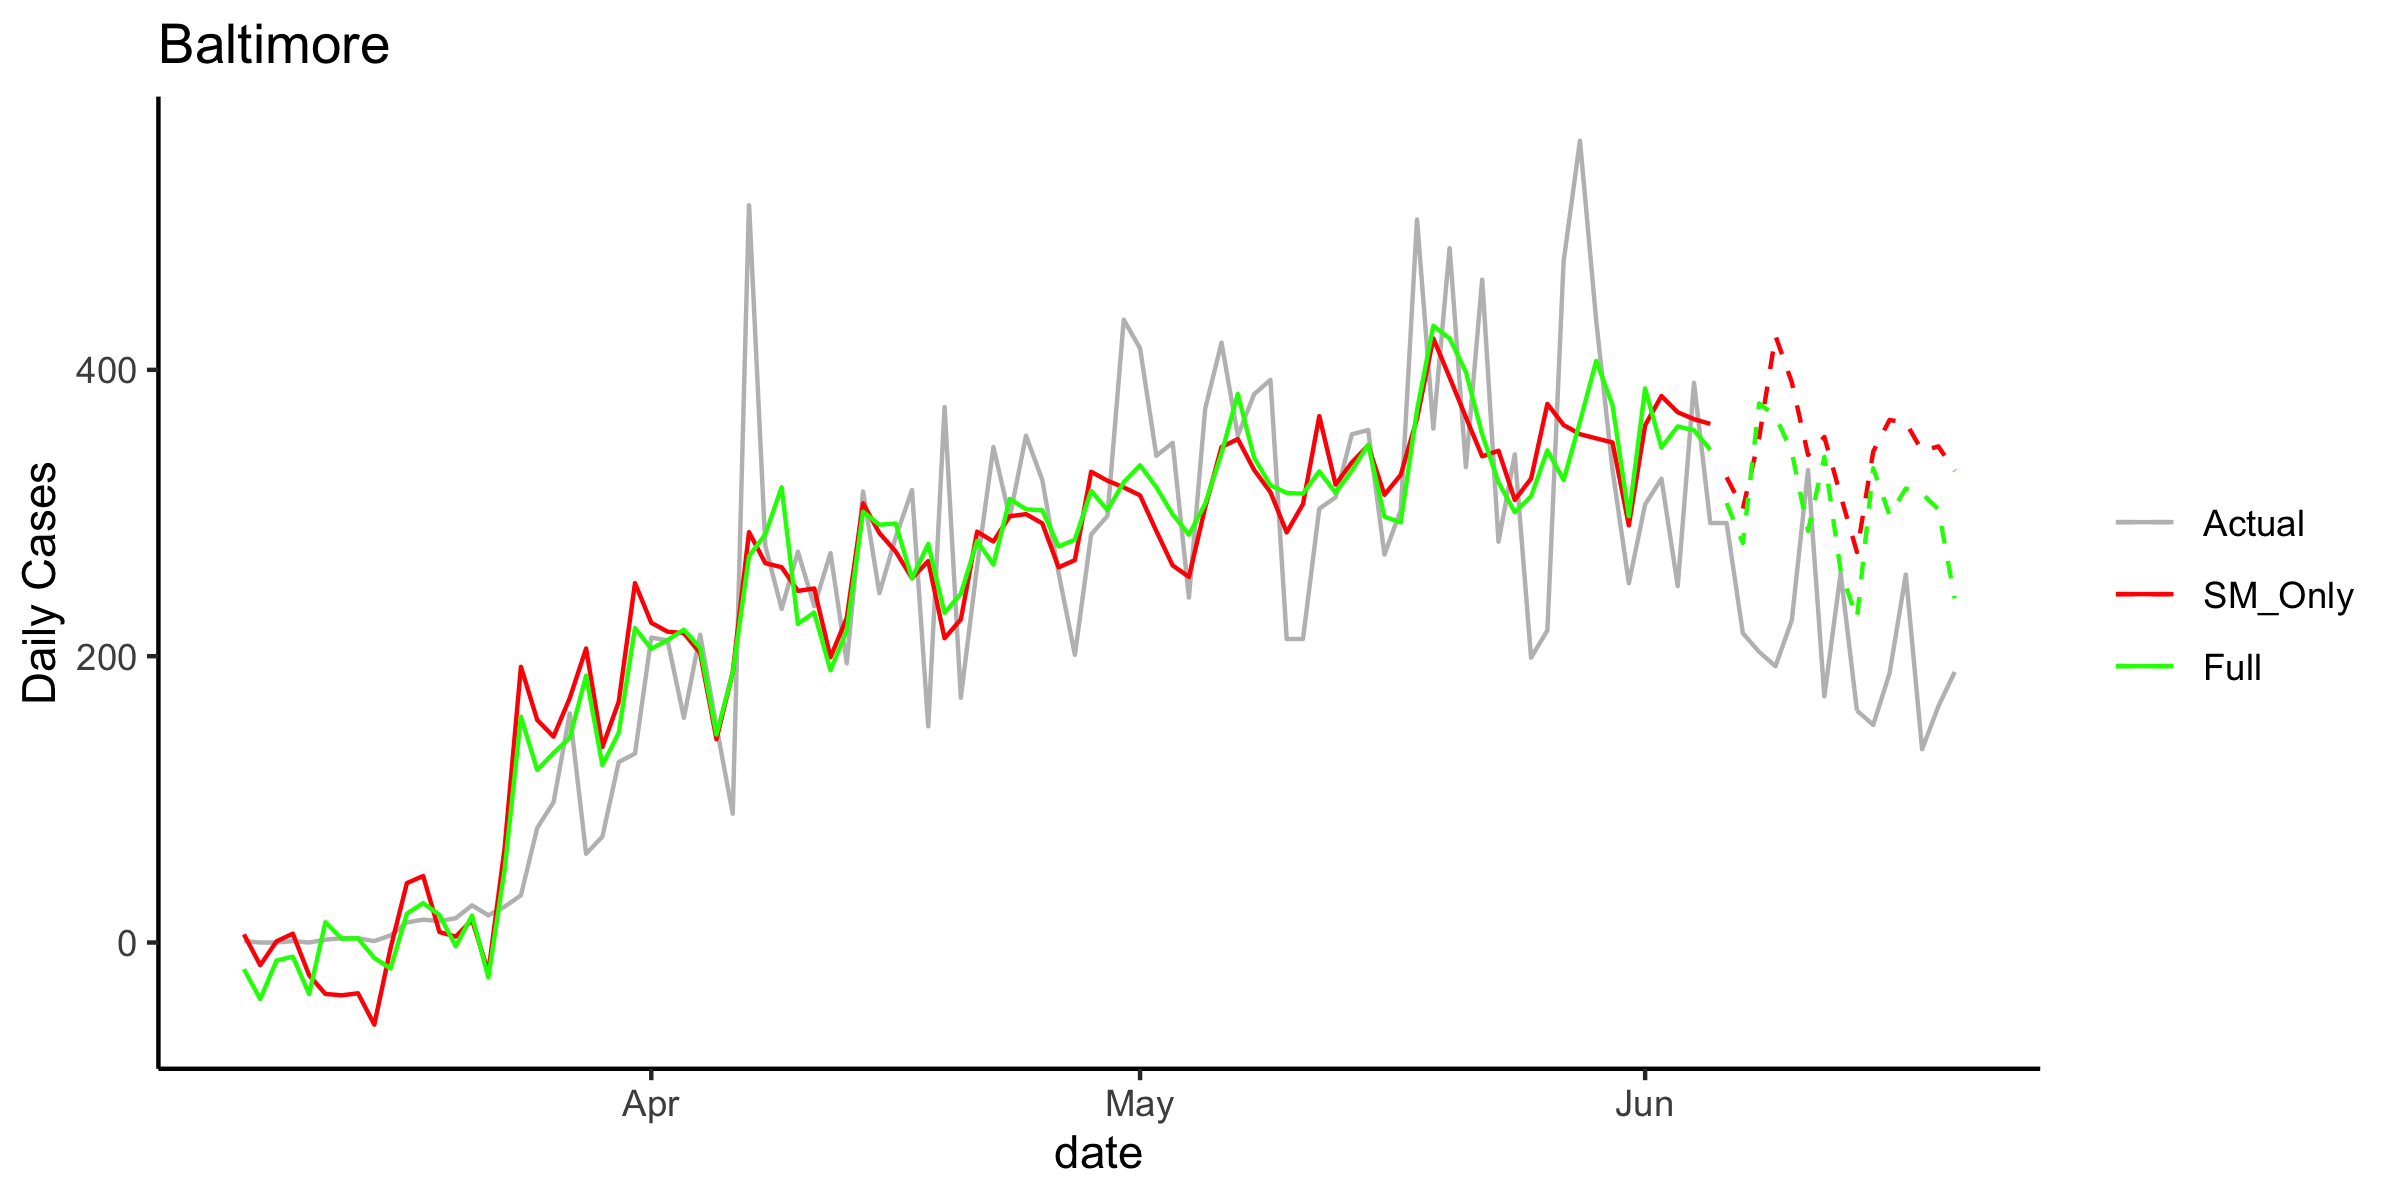 Baltimore
Daily Cases
400
200
0
Apr
May
Jun
date
Actual
SM_Only
Full